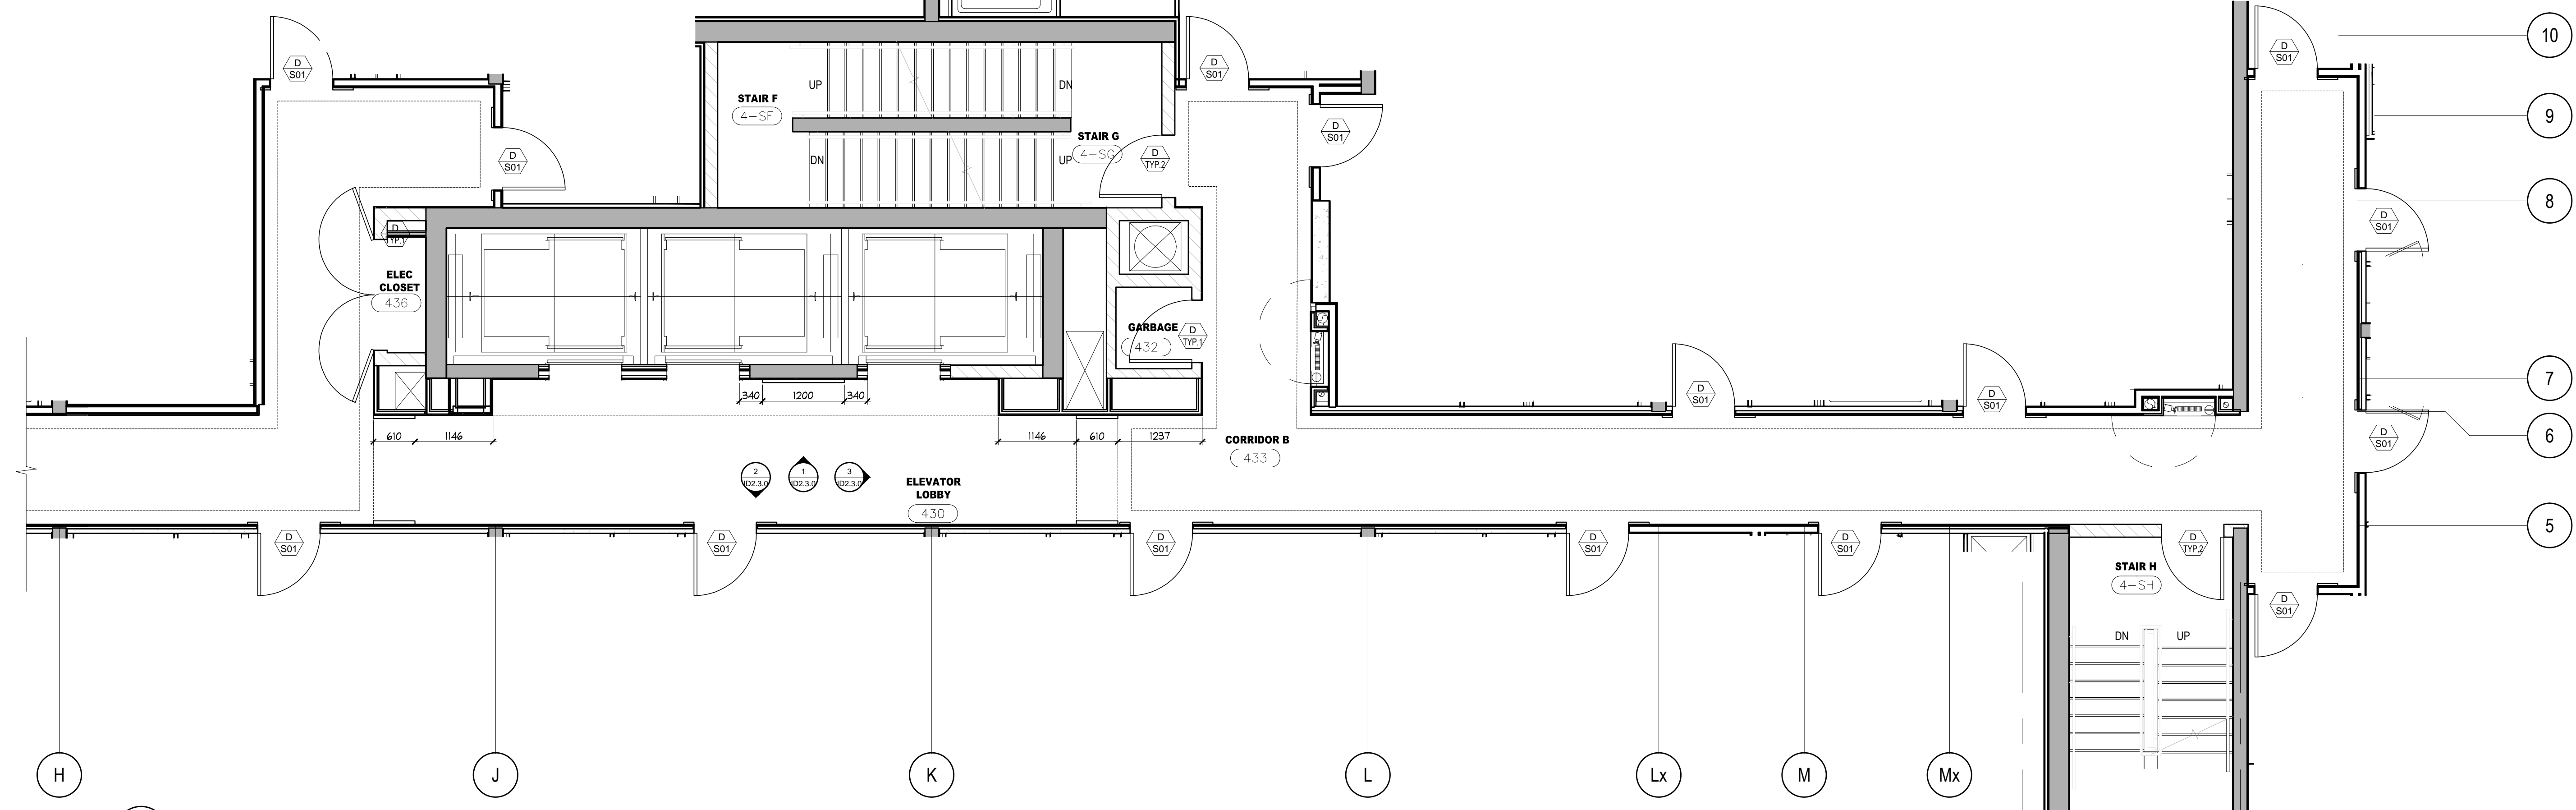 10
D
S01
D
S01
D
S01
UP
DN
STAIR F
4-SF
9
D
S01
STAIR G
4-SG
D
S01
DN
UP
D
TYP.2
8
D
S01
D
TYP.1
ELEC
CLOSET
436
GARBAGE
432
D
TYP.1
7
340
1200
340
D
S01
D
S01
610
1146
1146
610
1237
CORRIDOR B
433
6
D
S01
2
ID2.3.0
1
ID2.3.0
3
ID2.3.0
ELEVATOR
LOBBY
430
5
D
S01
D
S01
D
S01
D
S01
D
S01
D
TYP.2
STAIR H
4-SH
D
S01
DN
UP
H
J
K
L
Lx
M
Mx